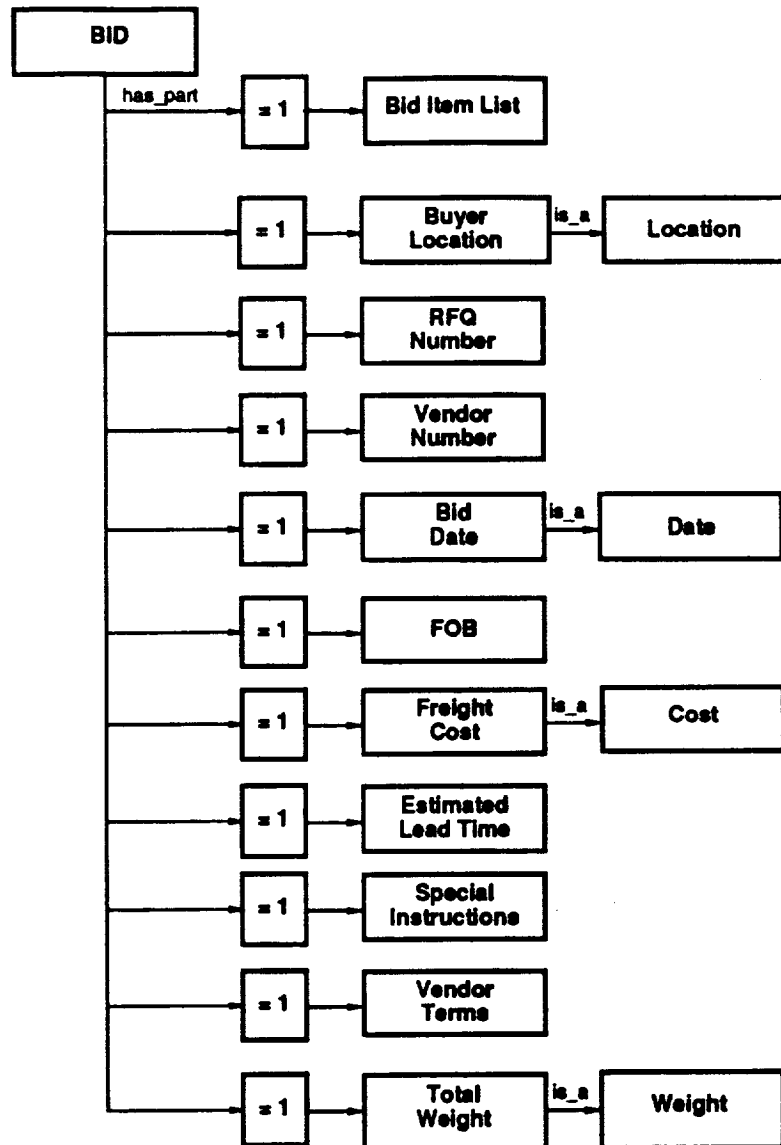 BID
has_part
= 1
Bid Item List
= 1
Buyer
Location
is_a
Location
= 1
RFQ
Number
= 1
Vendor
Number
= 1
Bid
Date
is_a
Date
= 1
FOB
= 1
Freight
Cost
is_a
Cost
= 1
Estimated
Lead Time
= 1
Special
Instructions
= 1
Vendor
Terms
= 1
Total
Weight
is_a
Weight